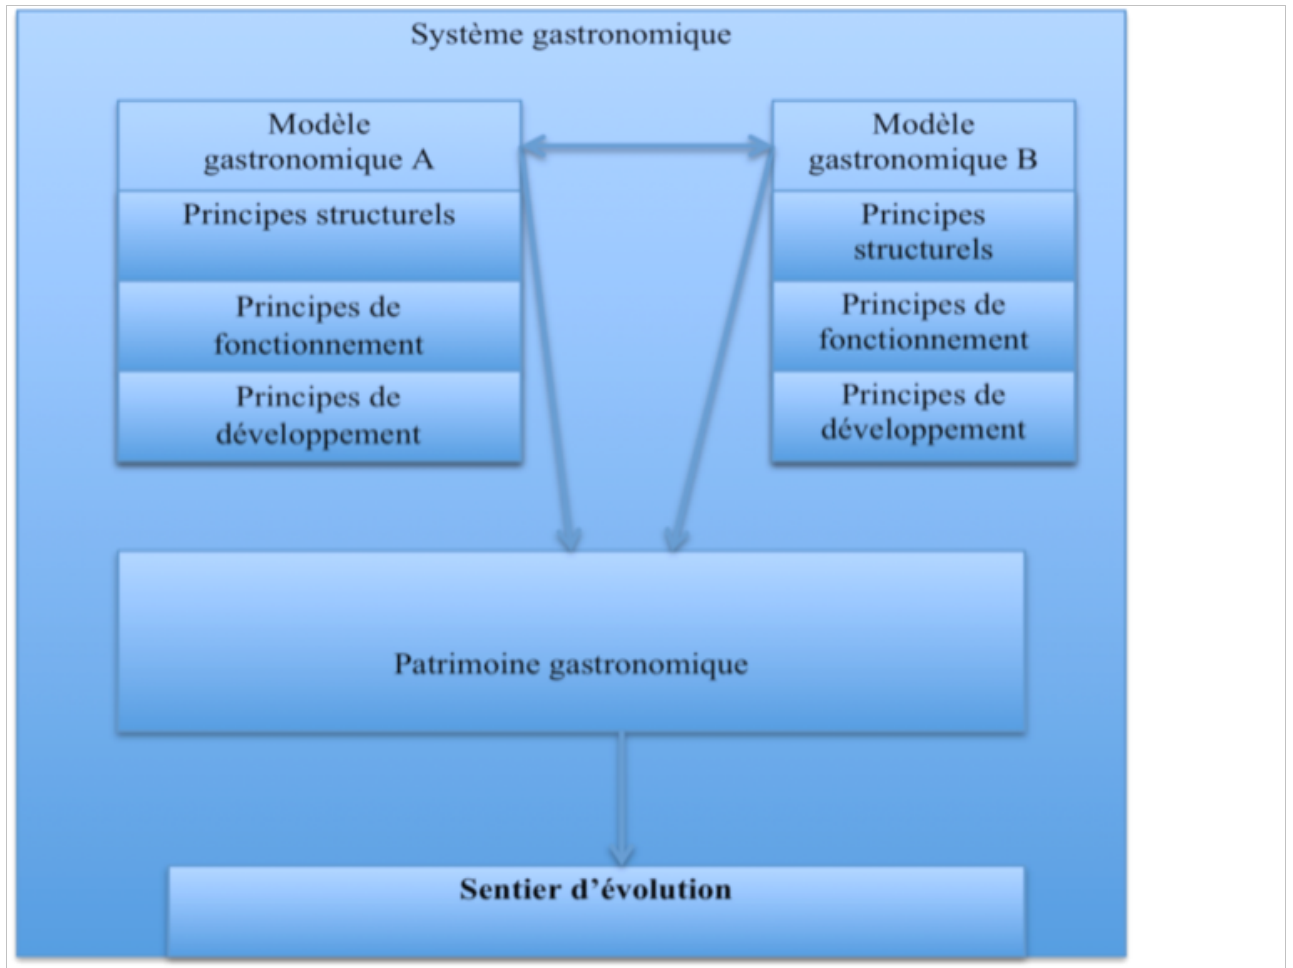 Système gastronomique
Modèle
gastronomique A
Principes structurels
Principes de
fonctionnement
Principes de
développement
Modèle
gastronomique B
Principes
structurels
Principes de
fonctionnement
Principes de
développement
Patrimoine gastronomique
Sentier d’évolution